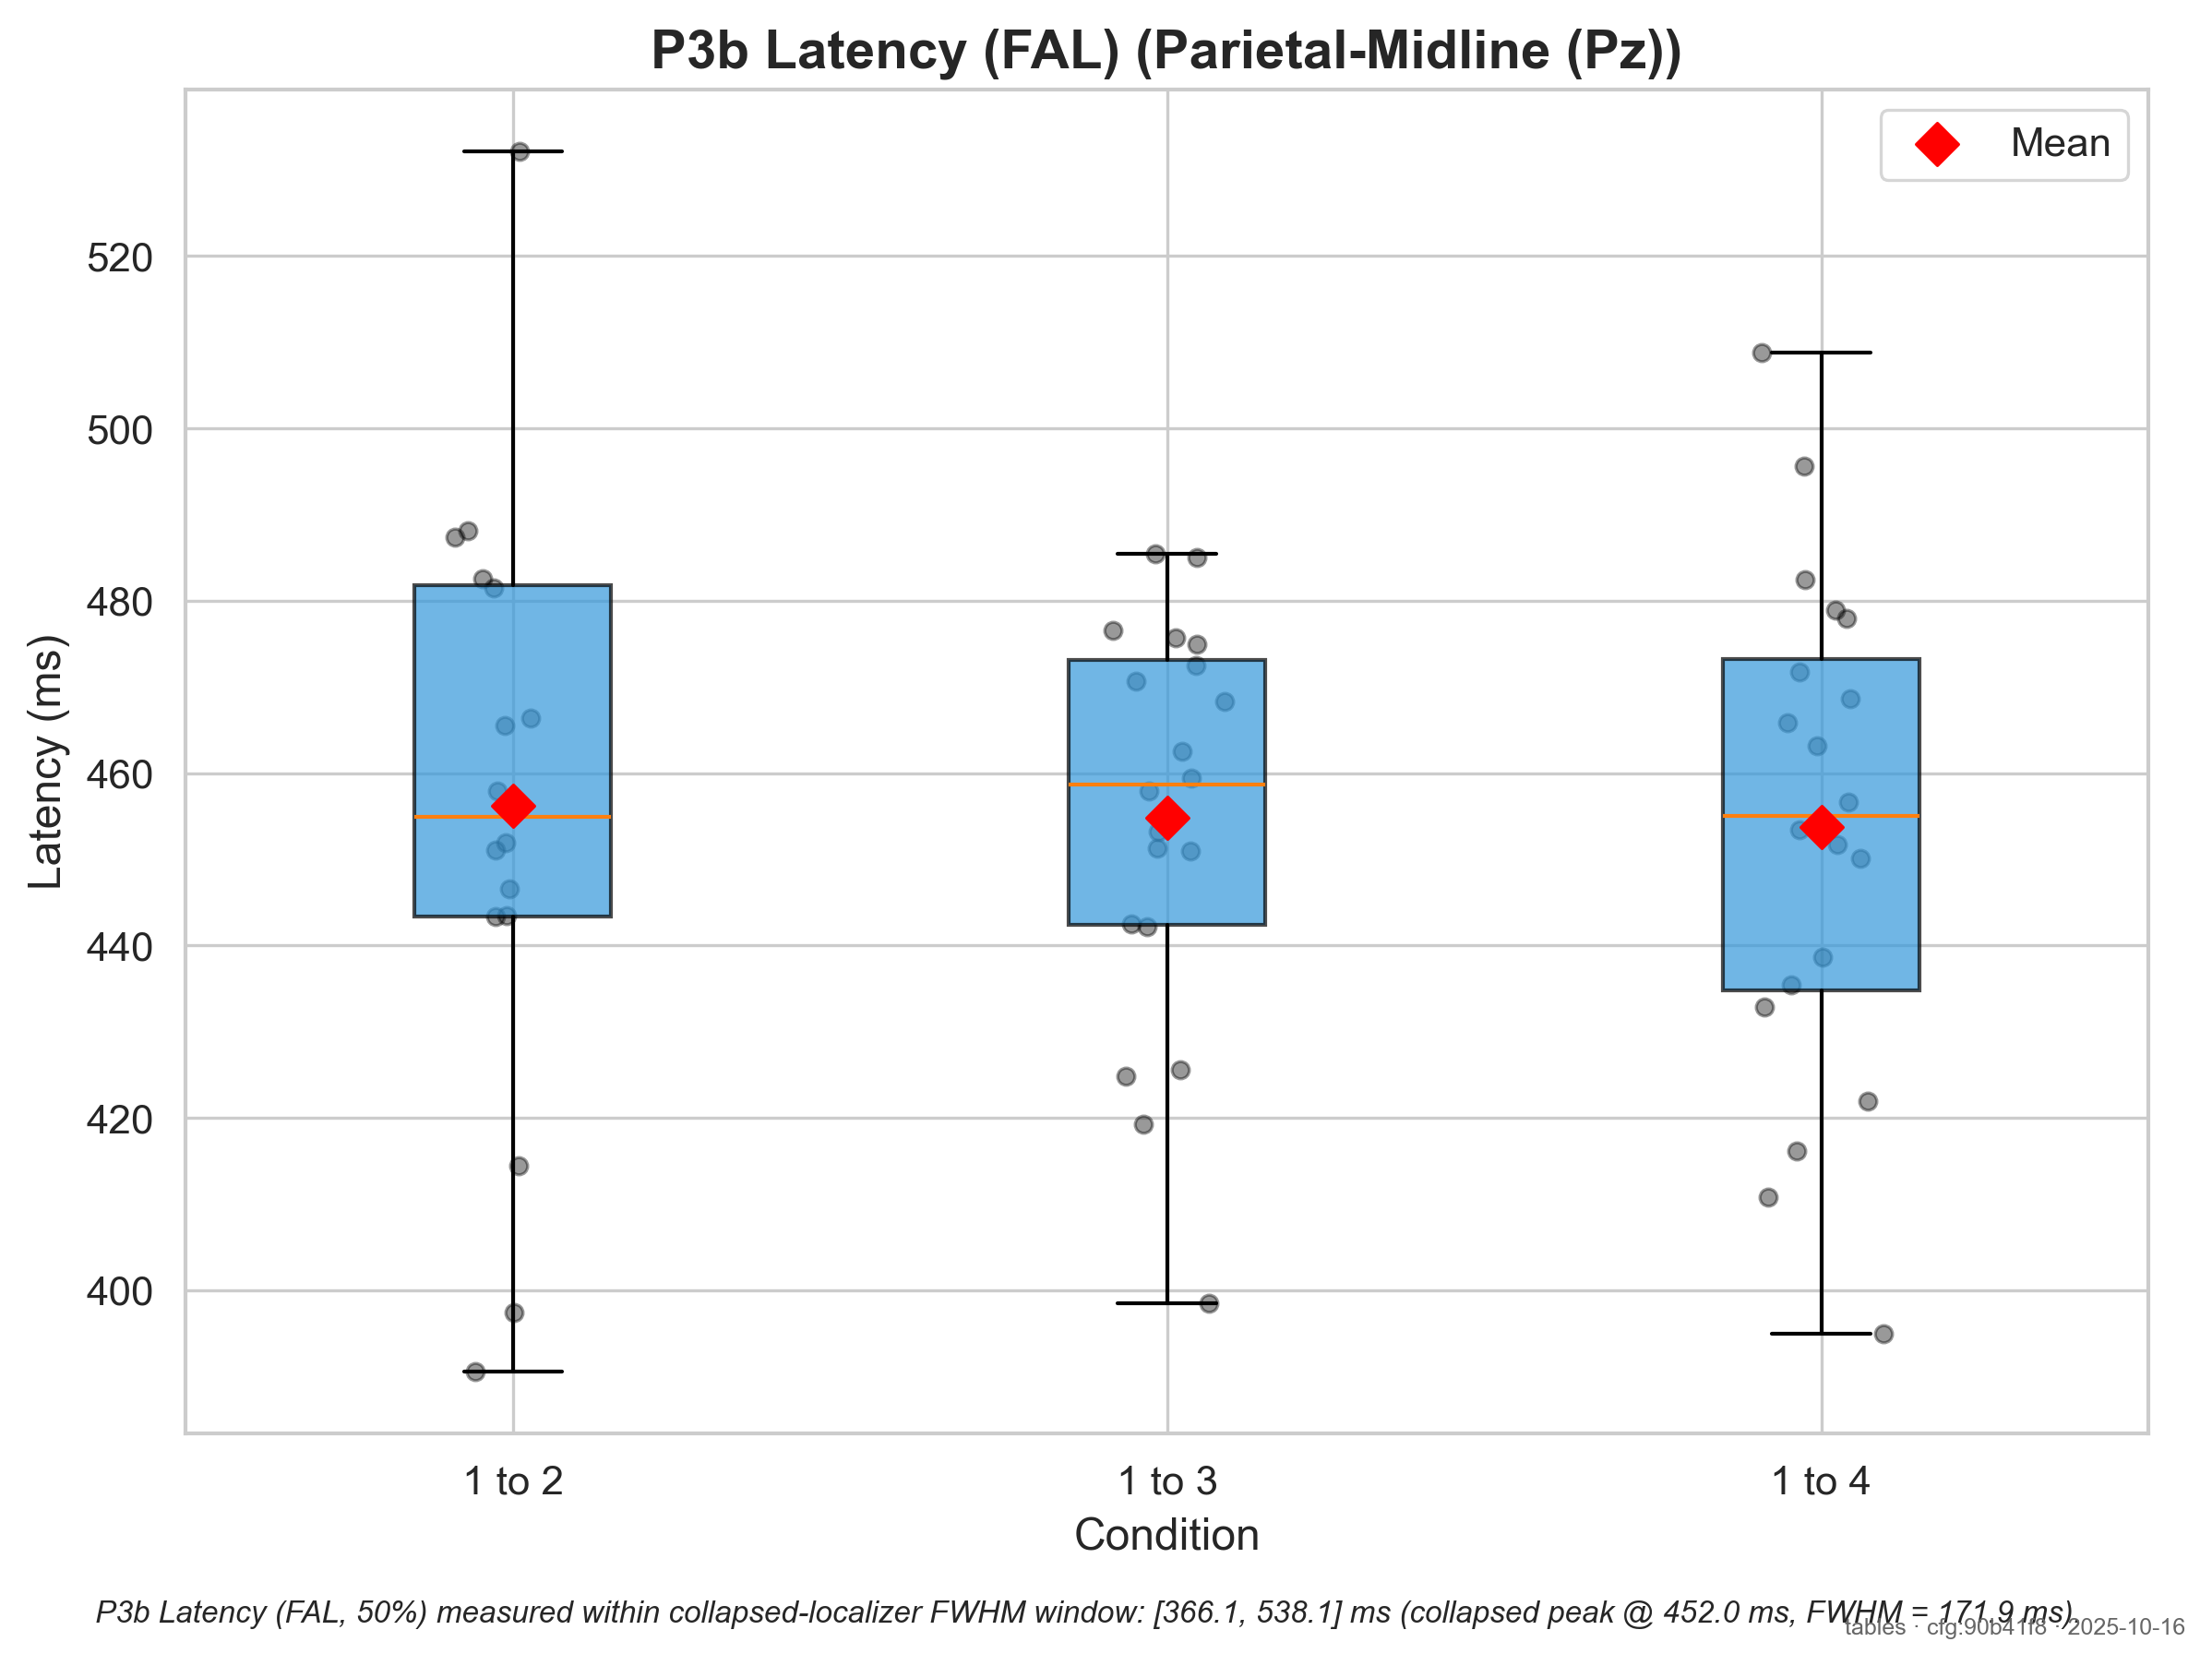 P3b Latency (FAL) (Parietal-Midline (Pz))
Mean
520
500
480
460
440
420
400
Latency (ms)
1 to 2
1 to 3
1 to 4
Condition
P3b Latency (FAL, 50%) measured within collapsed-localizer FWHM window: [366.1, 538.1] ms (collapsed peak @ 452.0 ms, FWHM = 171.9 ms).
tables · cfg:90b41f8 · 2025-10-16